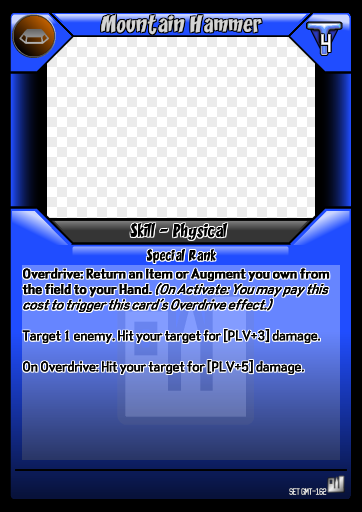 Mountain Hammer
4
Skill - Physical
Special Rank
Overdrive: Return an Item or Augment you own from
the field to your Hand. (On Activate: You may pay this
cost to trigger this card's Overdrive effect.)
Target 1 enemy. Hit your target for [PLV+3] damage.
On Overdrive: Hit your target for [PLV+5] damage.
SET GMT-162